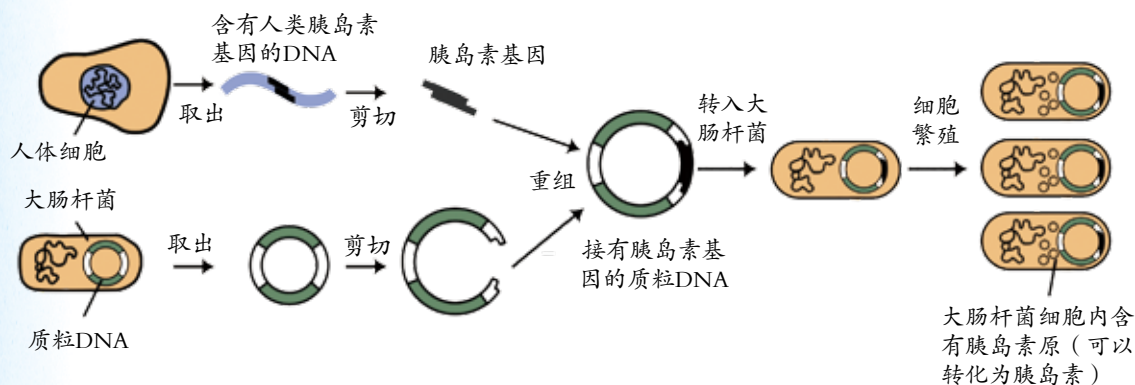 含有人类胰岛素
基因的DNA
胰岛素基因
取出
剪切
人体细胞
转入大
肠杆菌
细胞
繁殖
重组
大肠杆菌
取出
剪切
接有胰岛素基
因的质粒DNA
质粒DNA
大肠杆菌细胞内含
有胰岛素原（可以
转化为胰岛素）